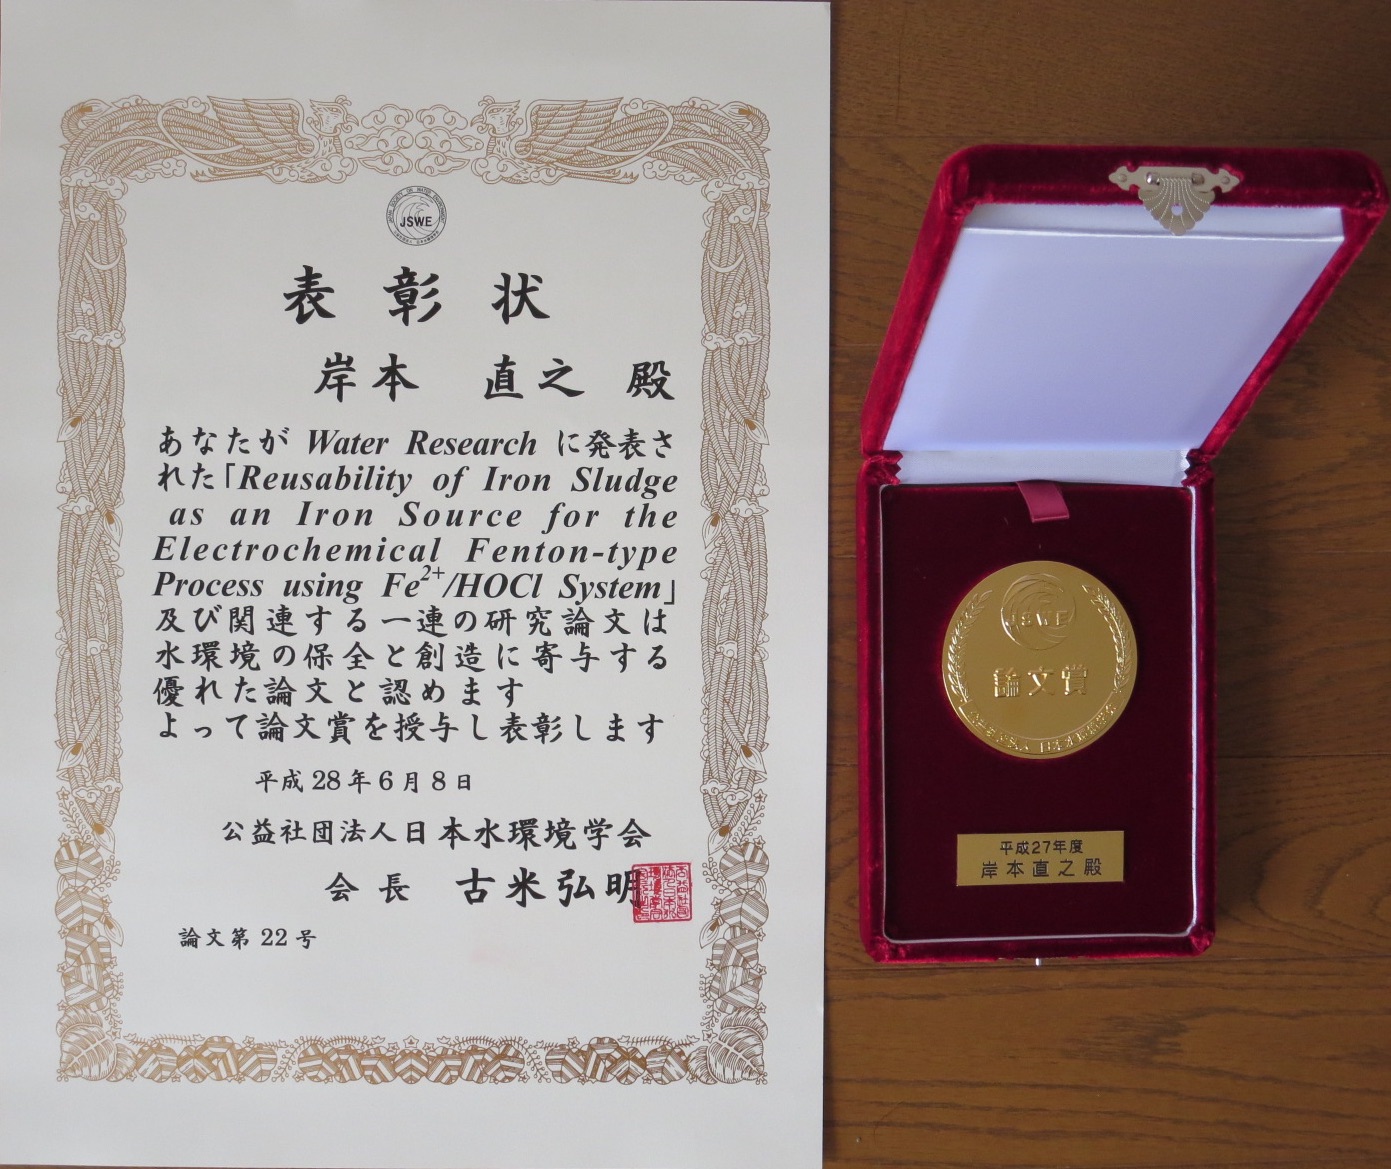 JSWE
表彰状
岸本 直之 殿
あなたが Water Research に発表さ
れた「Reusability of Iron Sludge
as an Iron Source for the
Electrochemical Fenton-type
Process using Fe²⁺/HOCl System」
及び関連する一連の研究論文は
水環境の保全と創造に寄与する
優れた論文と認めます
よって論文賞を授与し表彰します
平成28年6月8日
公益社団法人日本水環境学会
会長 古米弘明
論文第 22 号
JSWE
論文賞
平成27年度
岸本直之殿